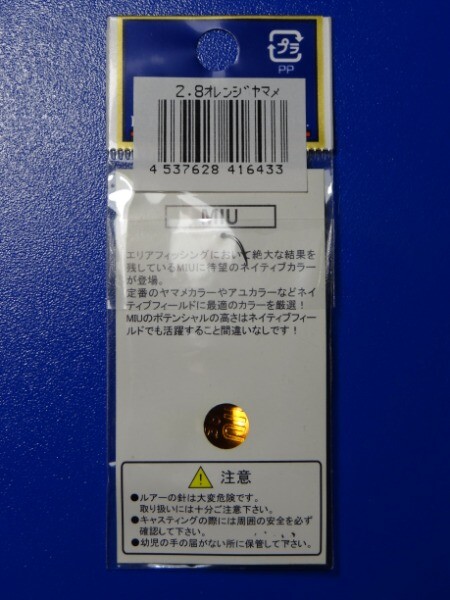 プラ
PP
2.8オレンジヤマメ
4 537628 416433
MIU
エリアフィッシングにおいて絶大な結果を
残しているMIUに待望のネイティブカラー
が登場。
定番のヤマメカラーやアユカラーなどネイ
ティブフィールドに最適のカラーを厳選!
MIUのポテンシャルの高さはネイティブフィー
ルドでも活躍すること間違いなしです!
注意
●ルアーの針は大変危険です。
取り扱いには十分ご注意下さい。
●キャスティングの際には周囲の安全を必ず
確認して下さい。
●幼児の手の届がない所に保管して下さい。